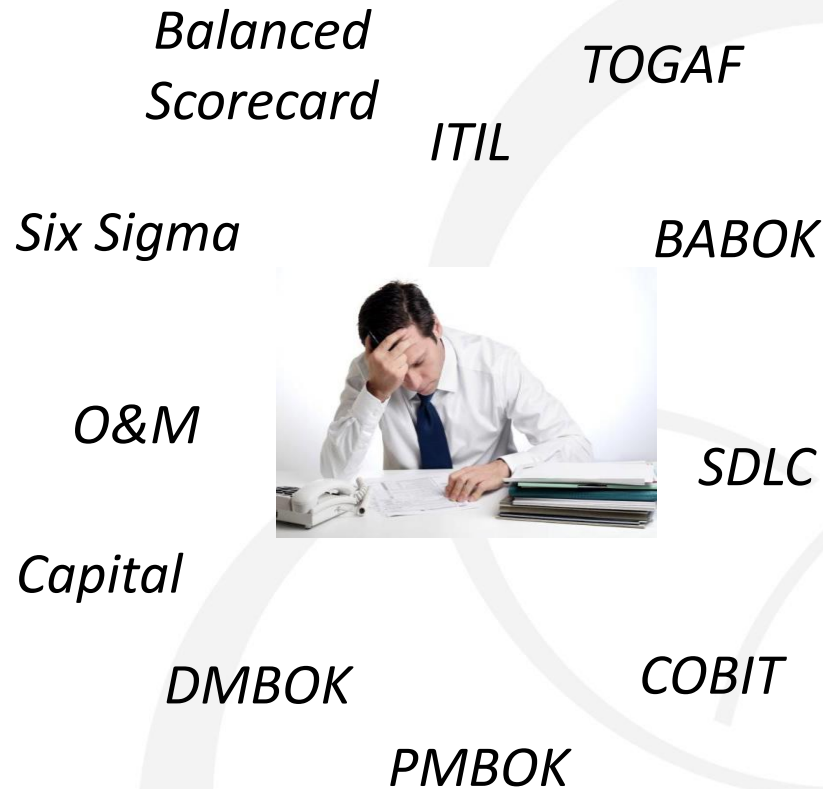 Balanced
Scorecard
TOGAF
ITIL
Six Sigma
BABOK
O&M
SDLC
Capital
DMBOK
COBIT
PMBOK